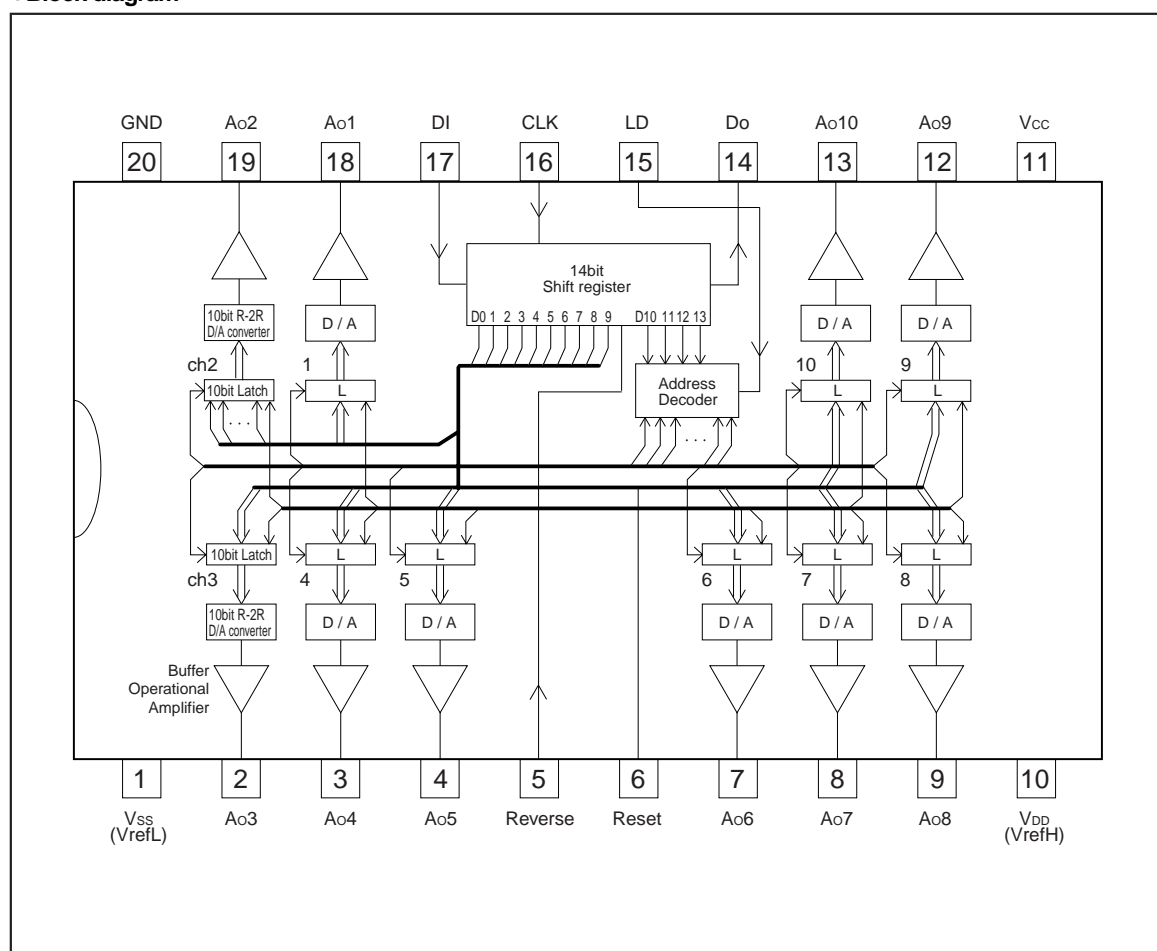 Block diagram
GND Ao2 Ao1 DI CLK LD Do Ao10 Ao9 Vcc
20 19 18 17 16 15 14 13 12 11
14bit
Shift register
D0 1 2 3 4 5 6 7 8 9 D10 11 12 13
10bit R-2R
D/A converter
D / A
D / A
D / A
ch2
1
10
9
10bit Latch
L
Address
Decoder
L
L
. . .
. . .
10bit Latch
L
L
L
L
L
ch3
4
5
6
7
8
10bit R-2R
D/A converter
D / A
D / A
D / A
D / A
D / A
Buffer
Operational
Amplifier
1 2 3 4 5 6 7 8 9 10
Vss
(VrefL)
Ao3 Ao4 Ao5 Reverse Reset Ao6 Ao7 Ao8
VDD
(VrefH)